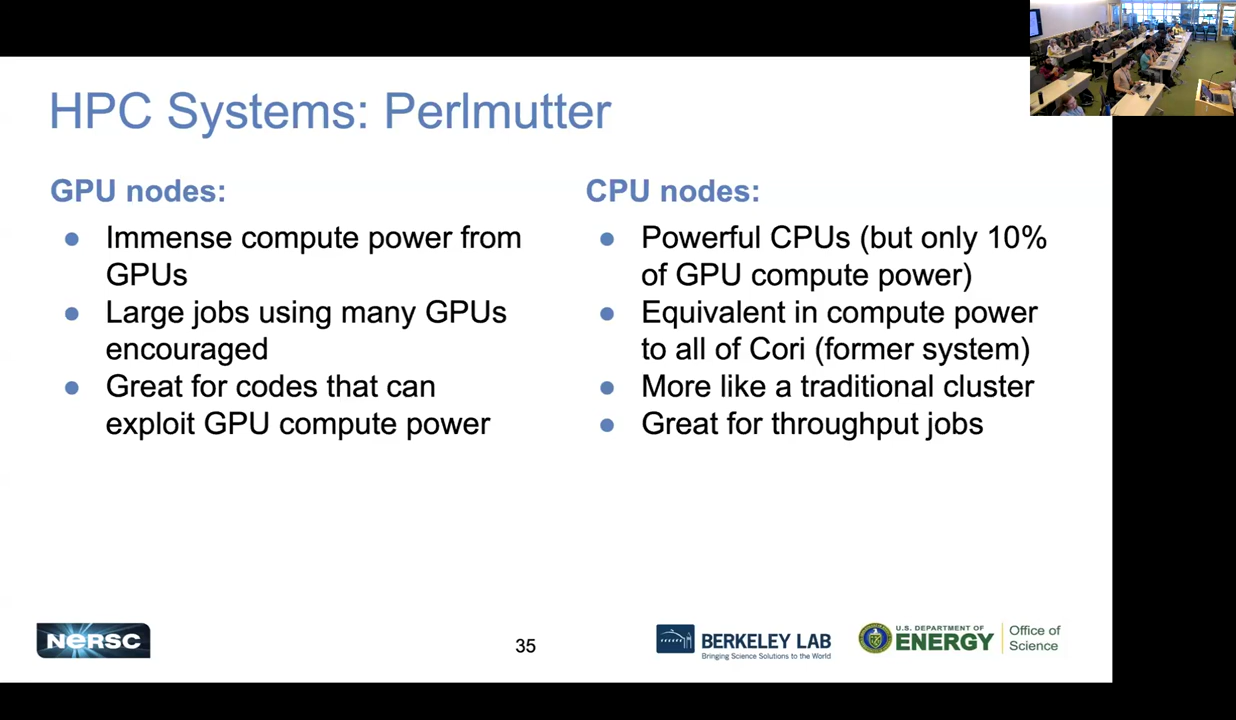 HPC Systems: Perlmutter
GPU nodes:
● Immense compute power from
GPUs
● Large jobs using many GPUs
encouraged
● Great for codes that can
exploit GPU compute power
CPU nodes:
● Powerful CPUs (but only 10%
of GPU compute power)
● Equivalent in compute power
to all of Cori (former system)
● More like a traditional cluster
● Great for throughput jobs
NERSC
35
BERKELEY LAB
Bringing Science Solutions to the World
U.S. DEPARTMENT OF
ENERGY
Office of
Science